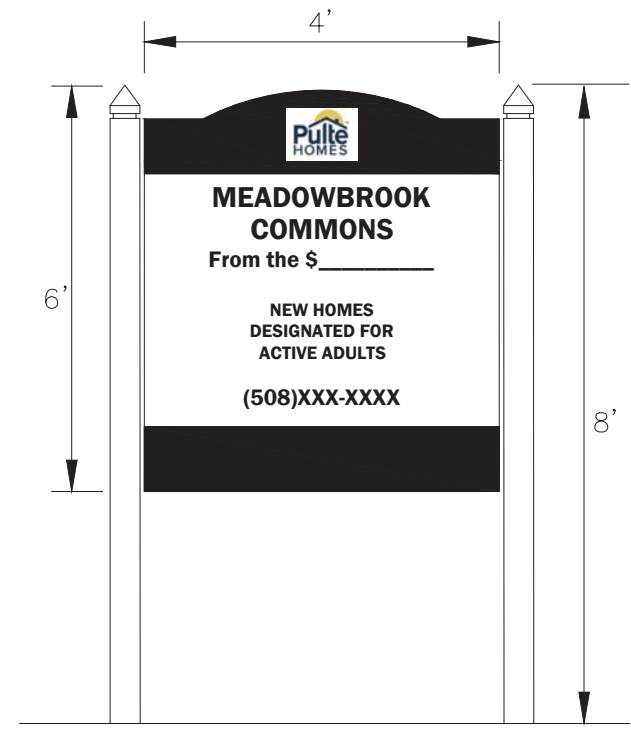 4'
Pulte
HOMES
MEADOWBROOK
COMMONS
From the $__________
6'
NEW HOMES
DESIGNATED FOR
ACTIVE ADULTS
(508)XXX-XXXX
8'